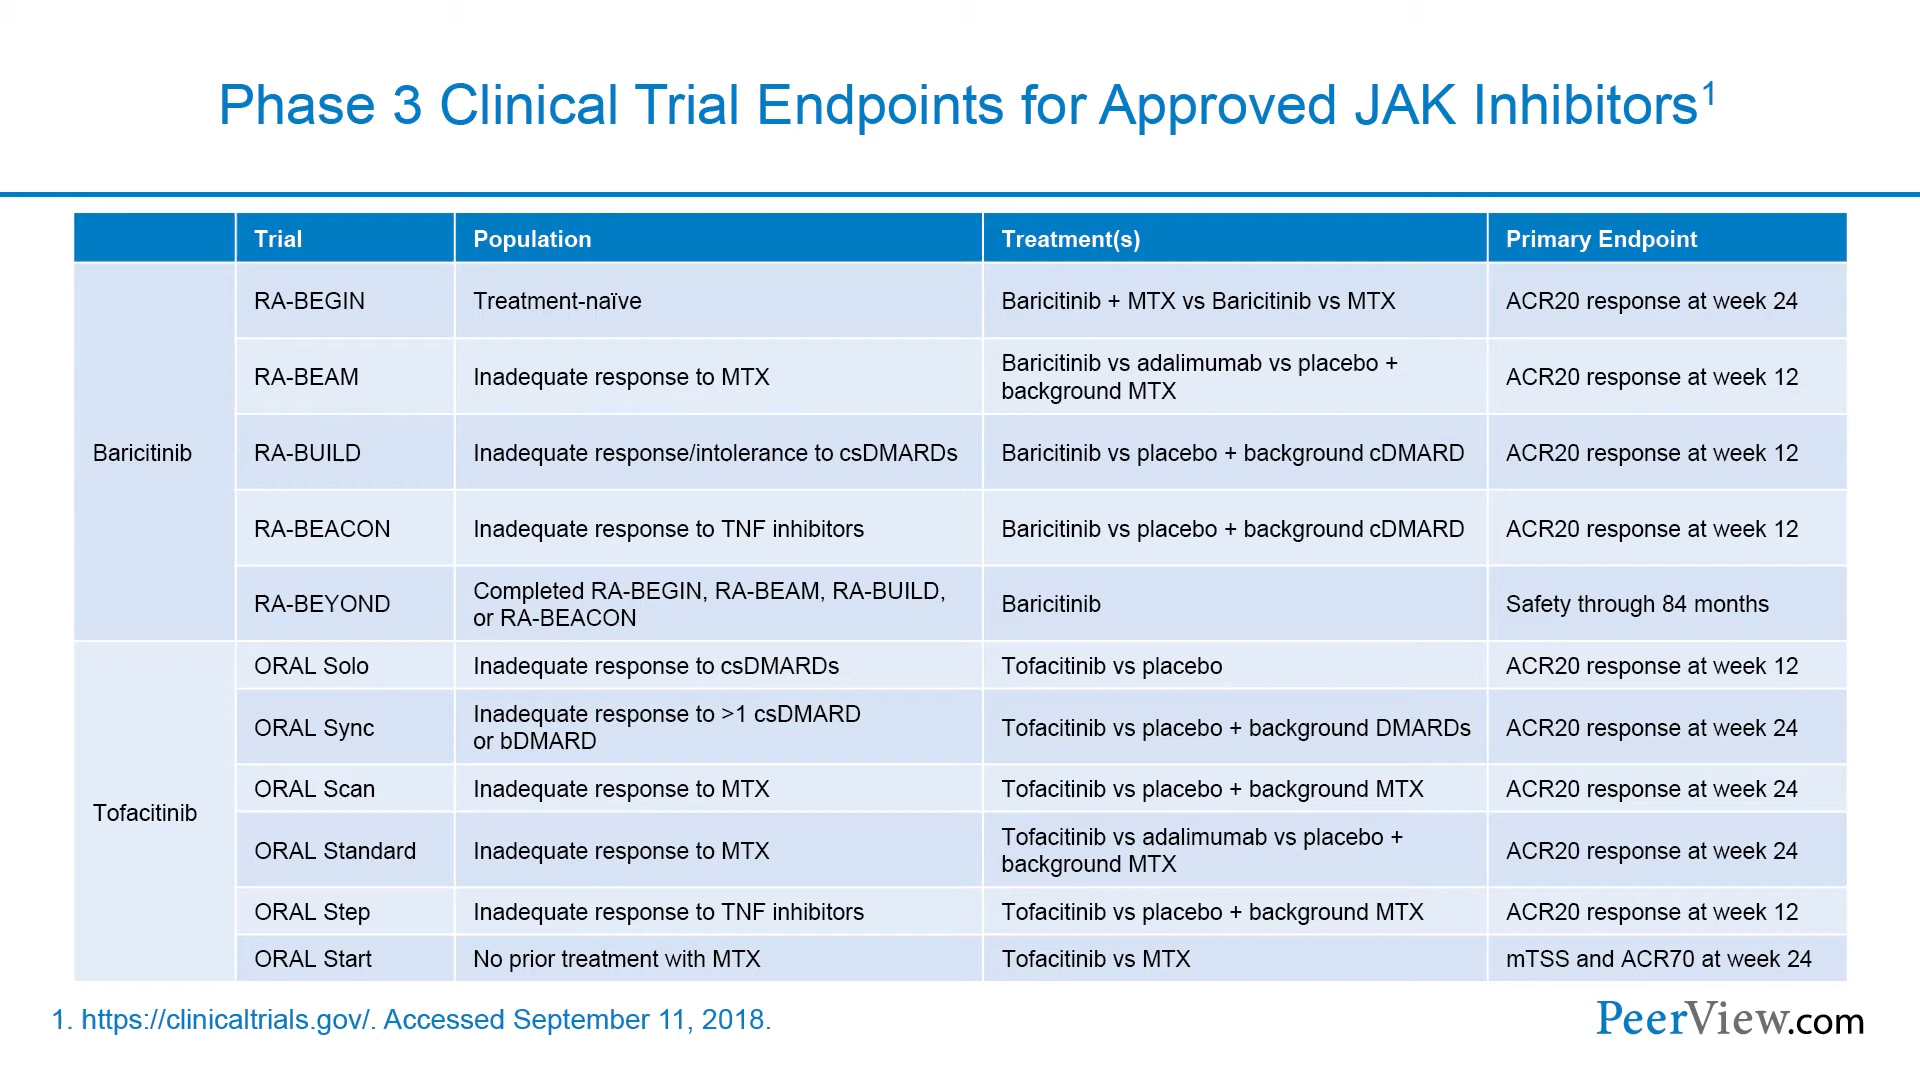 Phase 3 Clinical Trial Endpoints for Approved JAK Inhibitors1
Trial Population Treatment(s) Primary Endpoint
Baricitinib
RA-BEGIN Treatment-naïve Baricitinib + MTX vs Baricitinib vs MTX ACR20 response at week 24
RA-BEAM Inadequate response to MTX Baricitinib vs adalimumab vs placebo +
background MTX ACR20 response at week 12
RA-BUILD Inadequate response/intolerance to csDMARDs Baricitinib vs placebo + background cDMARD ACR20 response at week 12
RA-BEACON Inadequate response to TNF inhibitors Baricitinib vs placebo + background cDMARD ACR20 response at week 12
RA-BEYOND Completed RA-BEGIN, RA-BEAM, RA-BUILD,
or RA-BEACON Baricitinib Safety through 84 months
Tofacitinib
ORAL Solo Inadequate response to csDMARDs Tofacitinib vs placebo ACR20 response at week 12
ORAL Sync Inadequate response to >1 csDMARD
or bDMARD Tofacitinib vs placebo + background DMARDs ACR20 response at week 24
ORAL Scan Inadequate response to MTX Tofacitinib vs placebo + background MTX ACR20 response at week 24
ORAL Standard Inadequate response to MTX Tofacitinib vs adalimumab vs placebo +
background MTX ACR20 response at week 24
ORAL Step Inadequate response to TNF inhibitors Tofacitinib vs placebo + background MTX ACR20 response at week 12
ORAL Start No prior treatment with MTX Tofacitinib vs MTX mTSS and ACR70 at week 24
1. https://clinicaltrials.gov/. Accessed September 11, 2018.
PeerView.com